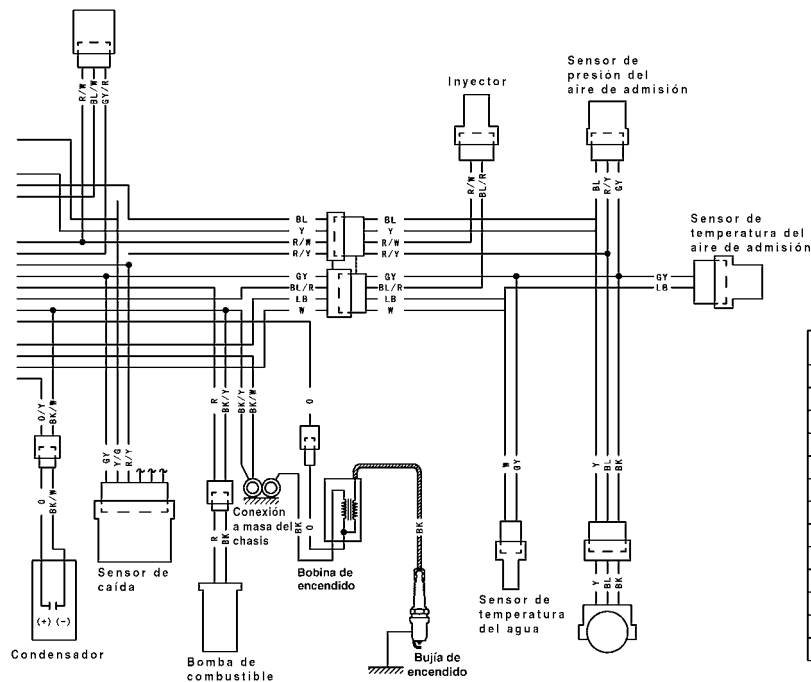 R/W
BL/W
GY/R
Inyector
Sensor de
presión del
aire de admisión
R/W
BL/R
BL
R/Y
GY
BL
Y
R/W
R/Y
BL
Y
R/W
R/Y
Sensor de
temperatura del
aire de admisión
GY
BL/R
LB
W
GY
BL/R
LB
W
GY
LB
O/Y
BK/W
GY
Y/G
R/Y
R
BK/Y
BK/Y
BK/W
O
W
GY
Y
BL
BK
O
BK/W
R
BK
Conexión
a masa del
chasis
BK
O
BK
Sensor de
caída
Bobina de
encendido
Y
BL
BK
Sensor de
temperatura
del agua
(+) (-)
Condensador
Bomba de
combustible
Bujía de
encendido